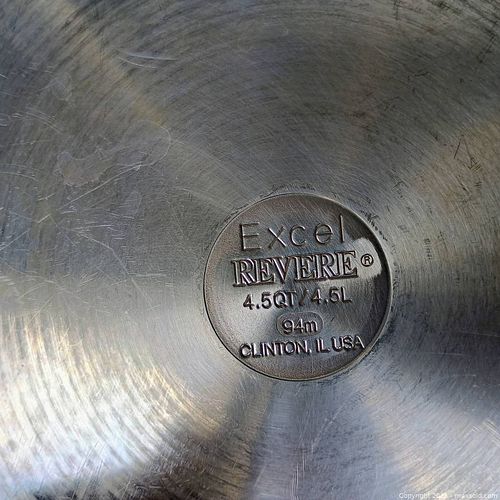 Excel
REVERE®
4.5QT/4.5L
94m
CLINTON, IL USA